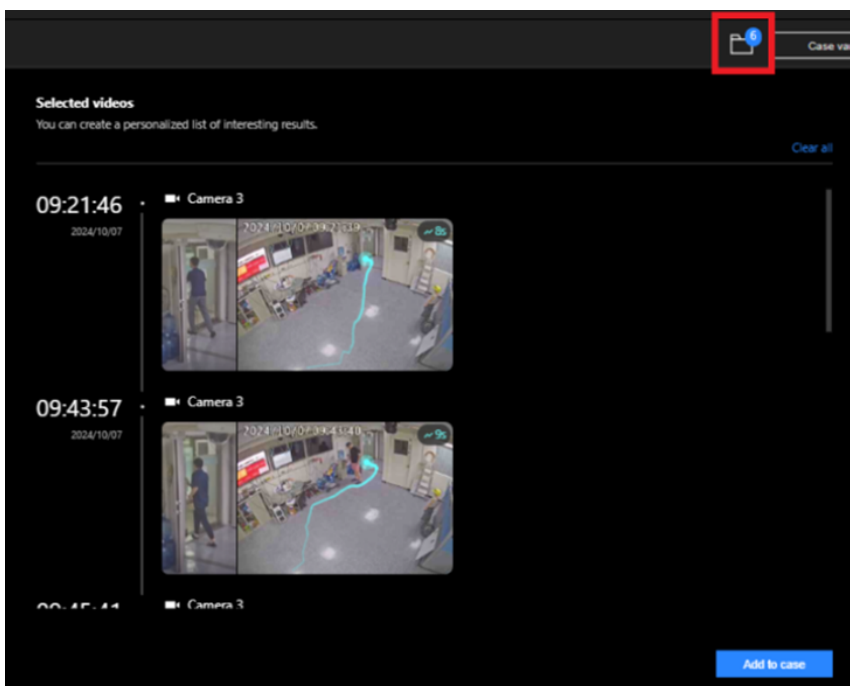 6
Case va
Selected videos
You can create a personalized list of interesting results.
Clear all
09:21:46
Camera 3
2024/10/07
8s
09:43:57
Camera 3
2024/10/07
9s
Camera 3
Add to case